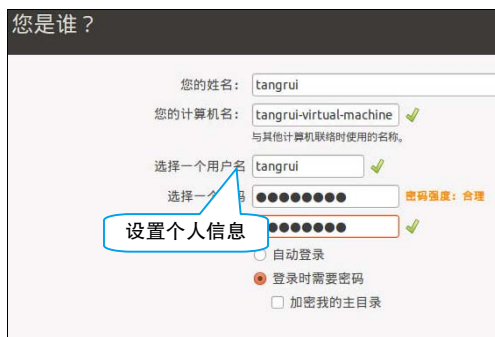 您是谁？
您的姓名： tangrui
您的计算机名： tangrui-virtual-machine
与其他计算机联络时使用的名称。
选择一个用户名 tangrui
选择一个 码 ●●●●●●●● 密码强度：合理
设置个人信息 ●●●●●●●
自动登录
登录时需要密码
加密我的主目录